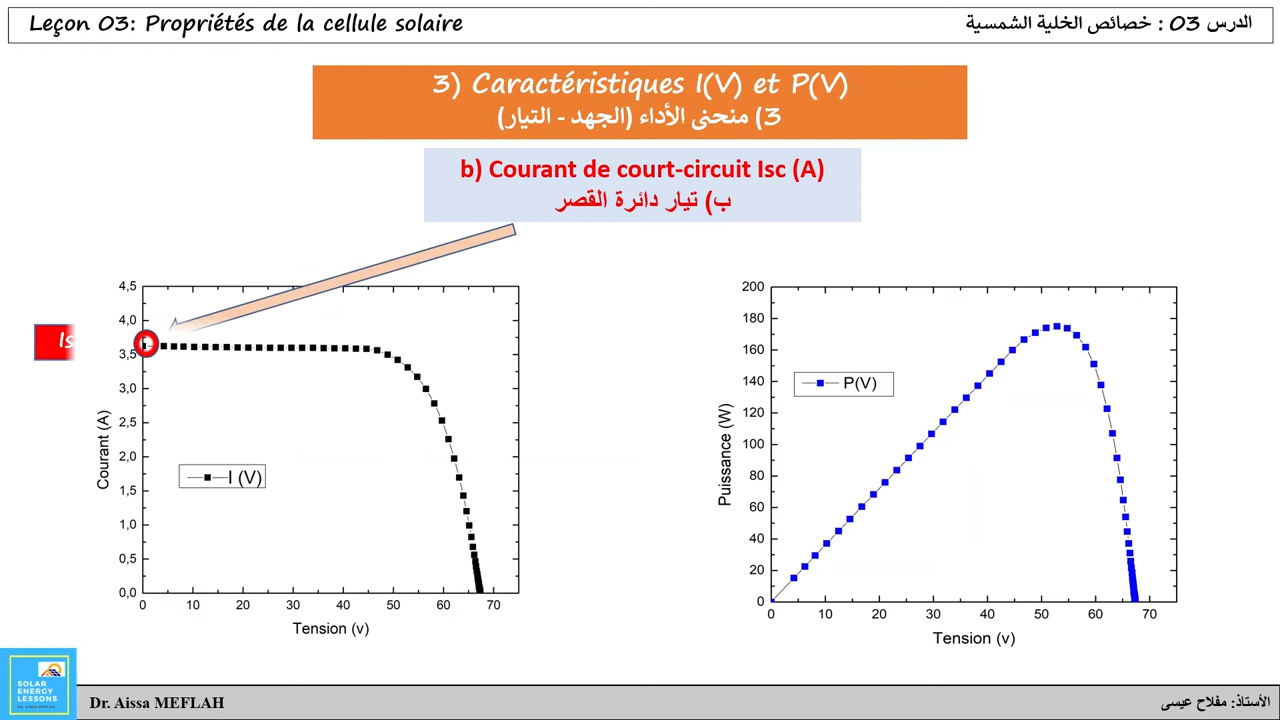 Leçon 03: Propriétés de la cellule solaire
الدرس 03 : خصائص الخلية الشمسية
3) Caractéristiques I(V) et P(V)
3) منحنى الأداء (الجهد - التيار)
b) Courant de court-circuit Isc (A)
ب) تيار دائرة القصر
Is
4,5
4,0
3,5
3,0
2,5
2,0
1,5
1,0
0,5
0,0
Courant (A)
I (V)
0 10 20 30 40 50 60 70
Tension (v)
200
180
160
140
120
100
80
60
40
20
0
Puissance (W)
P(V)
0 10 20 30 40 50 60 70
Tension (v)
SOLAR
ENERGY
LESSONS
DR. AISSA MEFLAH
Dr. Aissa MEFLAH
الأستاذ: مفلاح عيسى